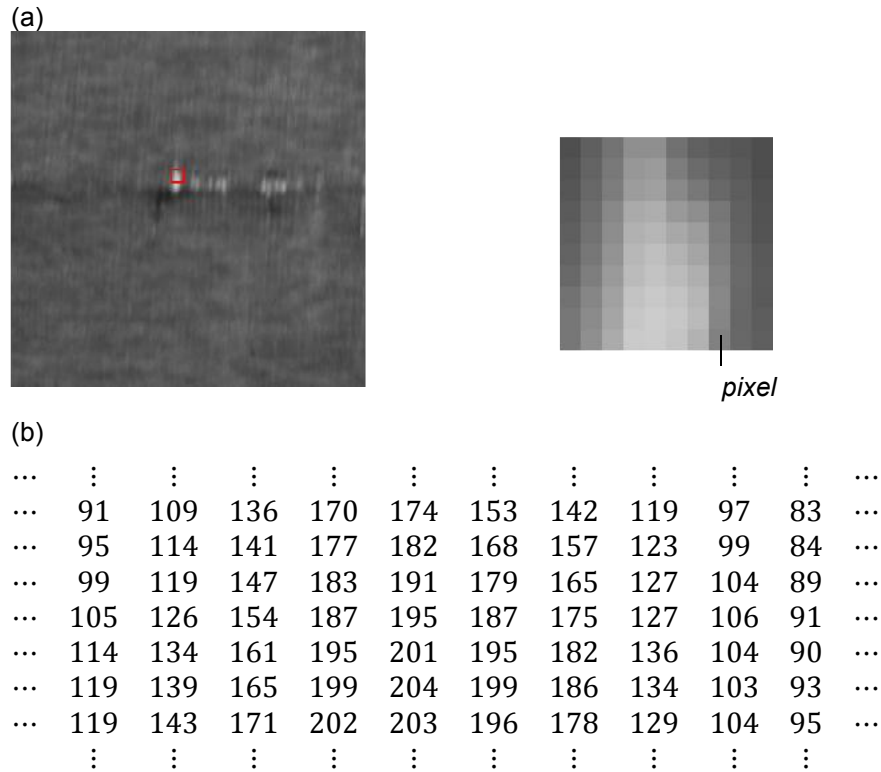 (a)
pixel
(b)
⋯ ⋮ ⋮ ⋮ ⋮ ⋮ ⋮ ⋮ ⋮ ⋮ ⋮ ⋯
⋯ 91 109 136 170 174 153 142 119 97 83 ⋯
⋯ 95 114 141 177 182 168 157 123 99 84 ⋯
⋯ 99 119 147 183 191 179 165 127 104 89 ⋯
⋯ 105 126 154 187 195 187 175 127 106 91 ⋯
⋯ 114 134 161 195 201 195 182 136 104 90 ⋯
⋯ 119 139 165 199 204 199 186 134 103 93 ⋯
⋯ 119 143 171 202 203 196 178 129 104 95 ⋯
⋮ ⋮ ⋮ ⋮ ⋮ ⋮ ⋮ ⋮ ⋮ ⋮